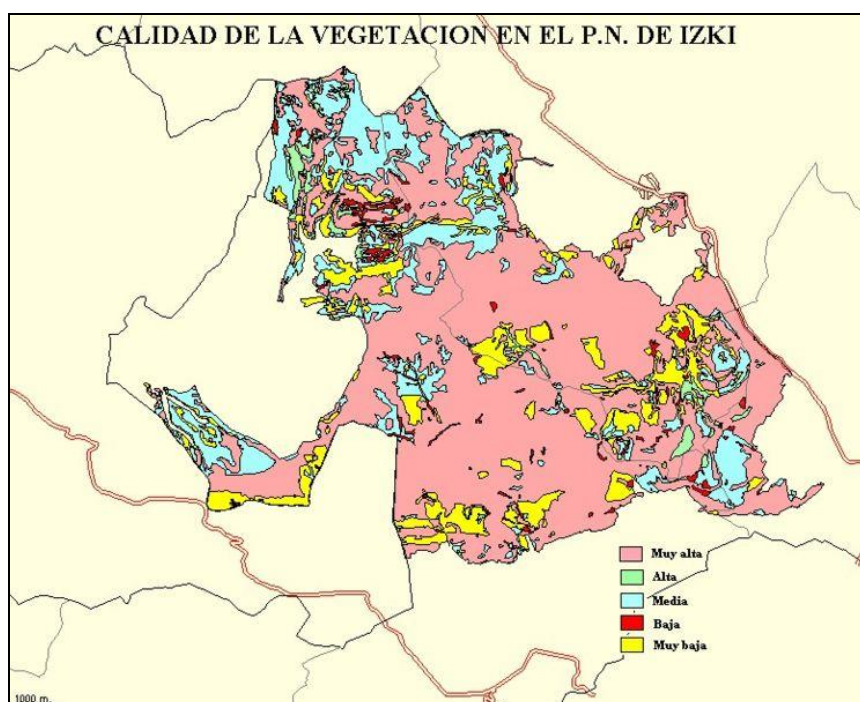 CALIDAD DE LA VEGETACION EN EL P.N. DE IZKI
Muy alta
Alta
Media
Baja
Muy baja
1000 m.